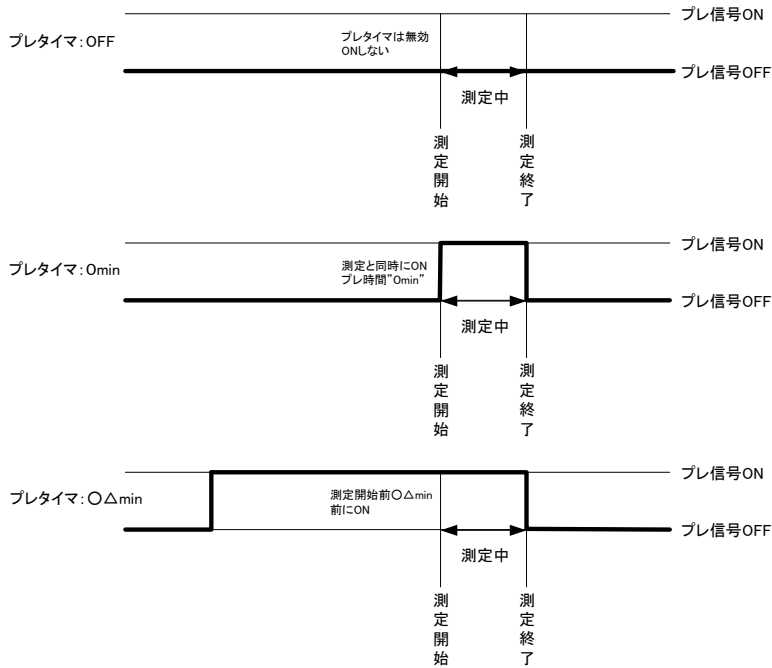 プレ信号ON
プレタイマ：OFF
プレタイマは無効
ONしない
プレ信号OFF
測定中
測定開始
測定終了
プレ信号ON
プレタイマ：0min
測定と同時にON
プレ時間"0min"
プレ信号OFF
測定中
測定開始
測定終了
プレ信号ON
プレタイマ：○△min
測定開始前○△min
前にON
プレ信号OFF
測定中
測定開始
測定終了